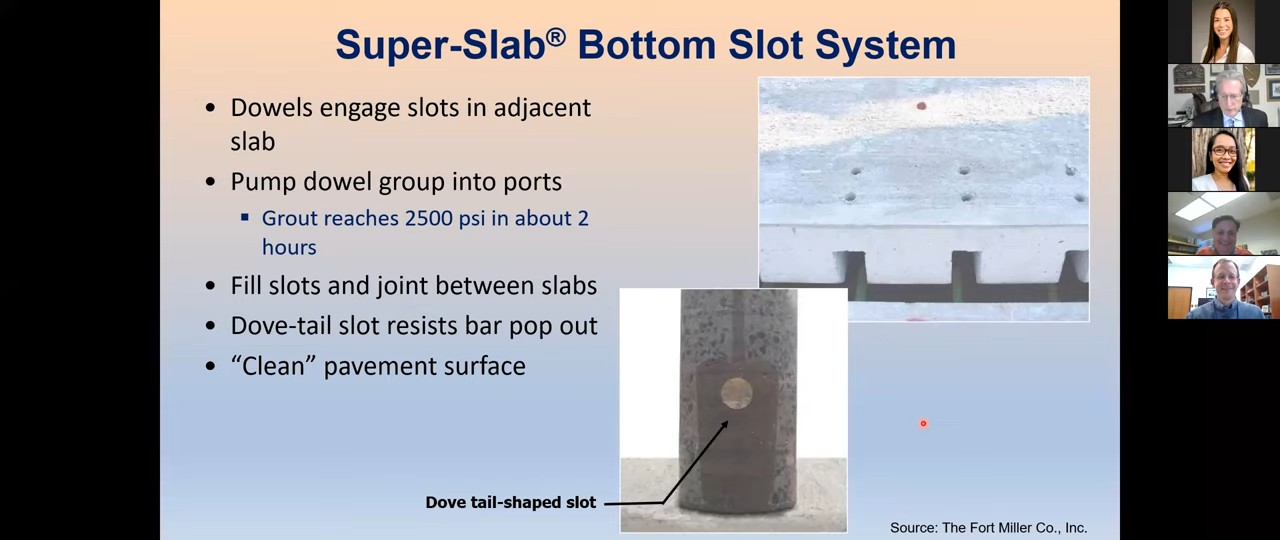 Super-Slab® Bottom Slot System
• Dowels engage slots in adjacent
slab
• Pump dowel group into ports
▪ Grout reaches 2500 psi in about 2
hours
• Fill slots and joint between slabs
• Dove-tail slot resists bar pop out
• “Clean” pavement surface
Dove tail-shaped slot
Source: The Fort Miller Co., Inc.